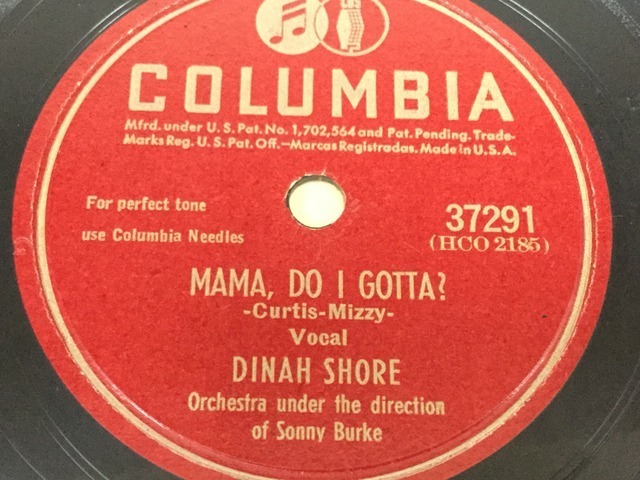 COLUMBIA
Mfrd. under U. S. Pat. No. 1,702,564 and Pat. Pending. Trade-
Marks Reg. U. S. Pat. Off.—Marcas Registradas. Made in U. S. A.
For perfect tone
use Columbia Needles
37291
(HCO 2185)
MAMA, DO I GOTTA?
-Curtis-Mizzy-
Vocal
DINAH SHORE
Orchestra under the direction
of Sonny Burke